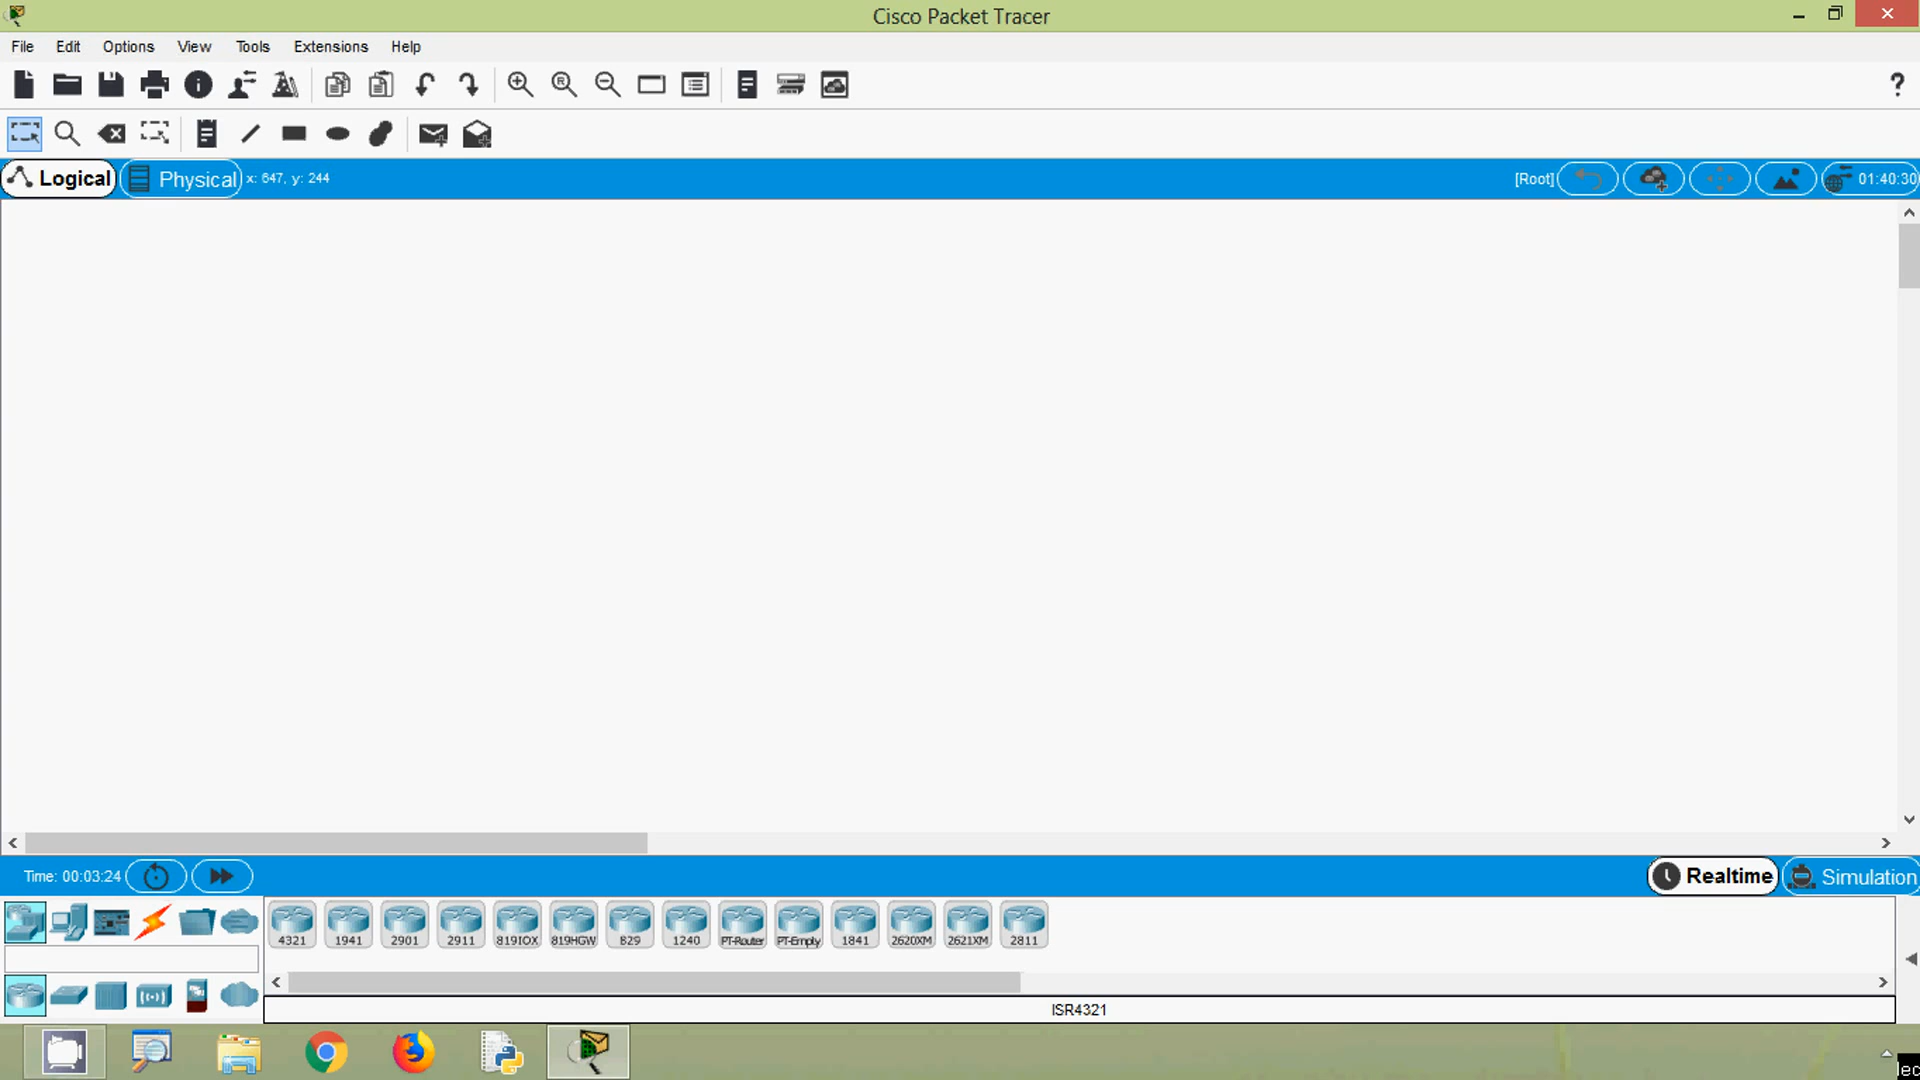 Cisco Packet Tracer
File Edit Options View Tools Extensions Help
Logical Physical x: 647, y: 244 [Root] 01:40:30
Time: 00:03:24 Realtime Simulation
4321 1941 2901 2911 819IOX 819HGW 829 1240 PT-Router PT-Empty 1841 2620XM 2621XM 2811
ISR4321
lec